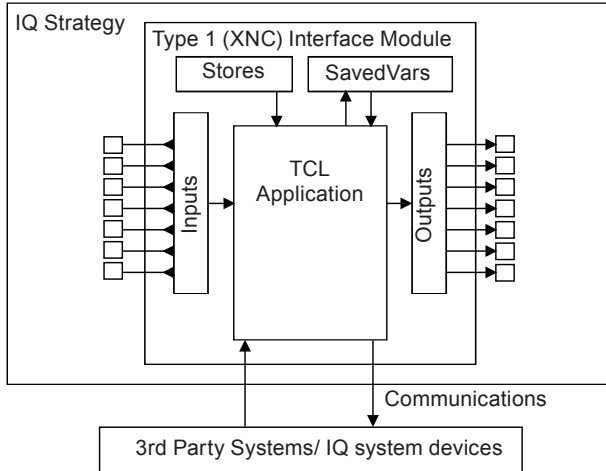 IQ Strategy
Type 1 (XNC) Interface Module
Stores
SavedVars
Inputs
TCL
Application
Outputs
Communications
3rd Party Systems/ IQ system devices